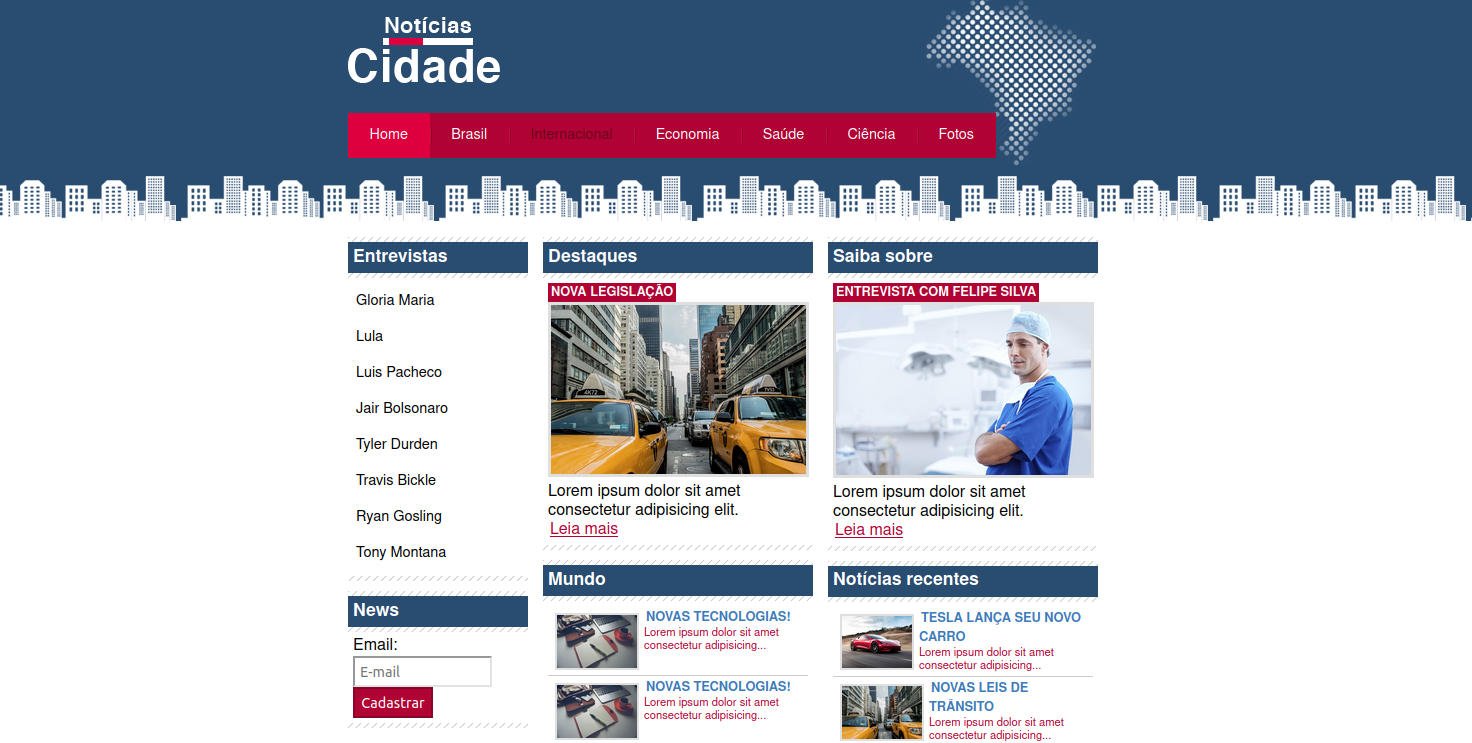 Notícias
Cidade
Home Brasil Internacional Economia Saúde Ciência Fotos
Entrevistas
Gloria Maria
Lula
Luis Pacheco
Jair Bolsonaro
Tyler Durden
Travis Bickle
Ryan Gosling
Tony Montana
News
Email:
E-mail
Cadastrar
Destaques
NOVA LEGISLAÇÃO
Lorem ipsum dolor sit amet
consectetur adipisicing elit.
Leia mais
Mundo
NOVAS TECNOLOGIAS!
Lorem ipsum dolor sit amet
consectetur adipisicing...
NOVAS TECNOLOGIAS!
Lorem ipsum dolor sit amet
consectetur adipisicing...
Saiba sobre
ENTREVISTA COM FELIPE SILVA
Lorem ipsum dolor sit amet
consectetur adipisicing elit.
Leia mais
Notícias recentes
TESLA LANÇA SEU NOVO
CARRO
Lorem ipsum dolor sit amet
consectetur adipisicing...
NOVAS LEIS DE
TRÂNSITO
Lorem ipsum dolor sit amet
consectetur adipisicing...